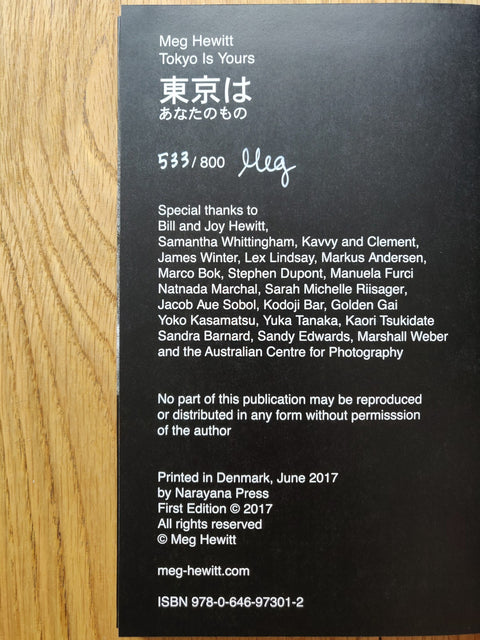 Meg Hewitt
Tokyo Is Yours
東京は
あなたのもの
533/800 Meg
Special thanks to
Bill and Joy Hewitt,
Samantha Whittingham, Kavvy and Clement,
James Winter, Lex Lindsay, Markus Andersen,
Marco Bok, Stephen Dupont, Manuela Furci
Natnada Marchal, Sarah Michelle Riisager,
Jacob Aue Sobol, Kodoji Bar, Golden Gai
Yoko Kasamatsu, Yuka Tanaka, Kaori Tsukidate
Sandra Barnard, Sandy Edwards, Marshall Weber
and the Australian Centre for Photography
No part of this publication may be reproduced
or distributed in any form without permisssion
of the author
Printed in Denmark, June 2017
by Narayana Press
First Edition © 2017
All rights reserved
© Meg Hewitt
meg-hewitt.com
ISBN 978-0-646-97301-2